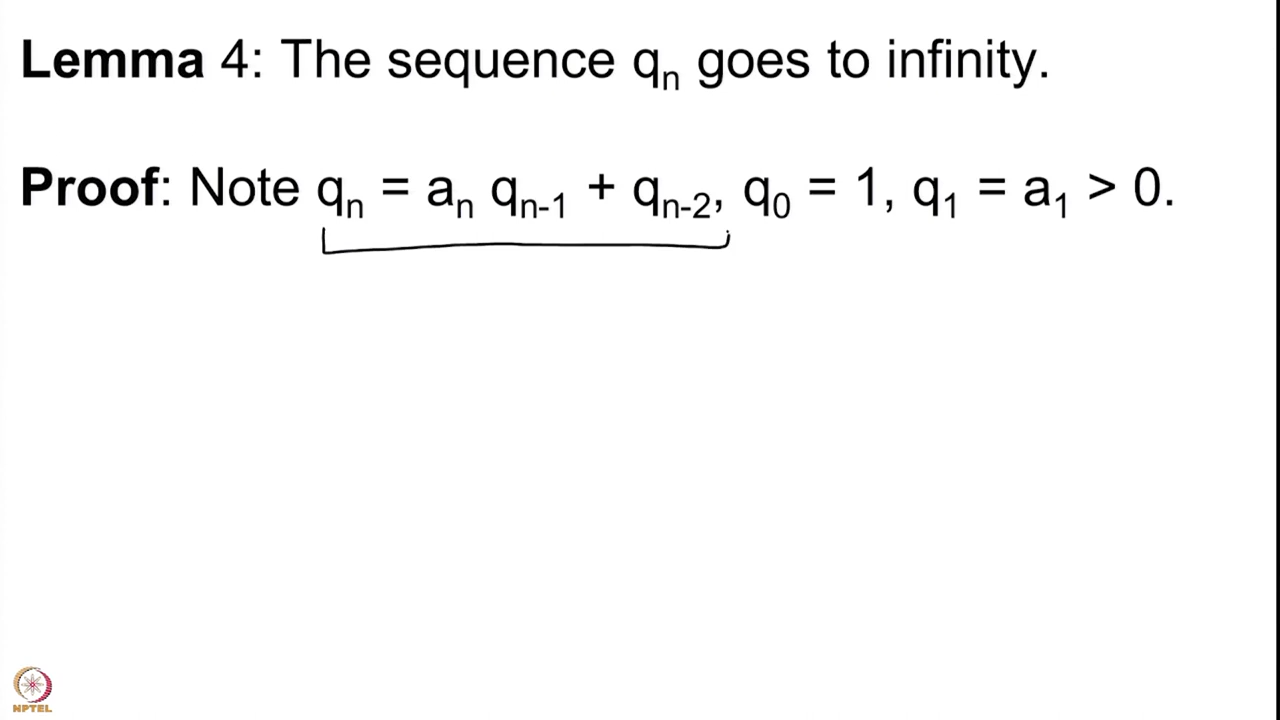 Lemma 4: The sequence qₙ goes to infinity.
Proof: Note qₙ = aₙ qₙ₋₁ + qₙ₋₂, q₀ = 1, q₁ = a₁ > 0.
NPTEL